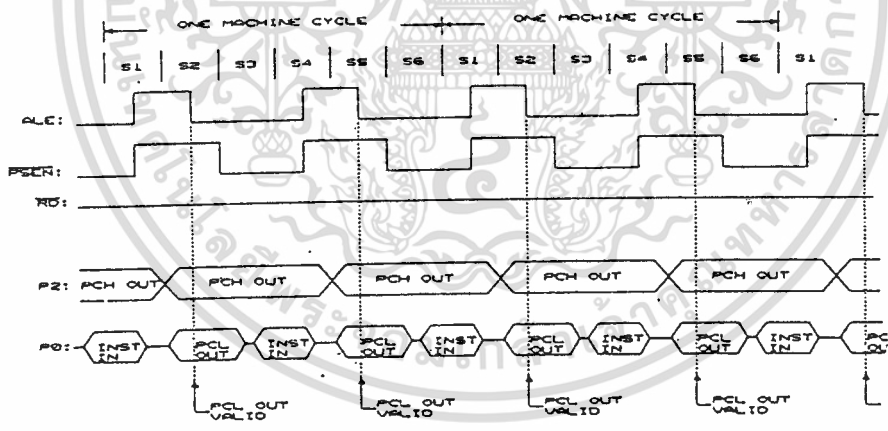 ONE MACHINE CYCLE ONE MACHINE CYCLE
S1 S2 S3 S4 S5 S6 S1 S2 S3 S4 S5 S6 S1
ALE:
PSEN:
RD:
P2: PCH OUT PCH OUT PCH OUT PCH OUT PCH OUT
P0: INST IN PCL OUT INST IN PCL OUT INST IN PCL OUT INST IN PCL OUT INST IN PC OU
PCL OUT VALID PCL OUT VALID PCL OUT VALID PCL OUT VALID